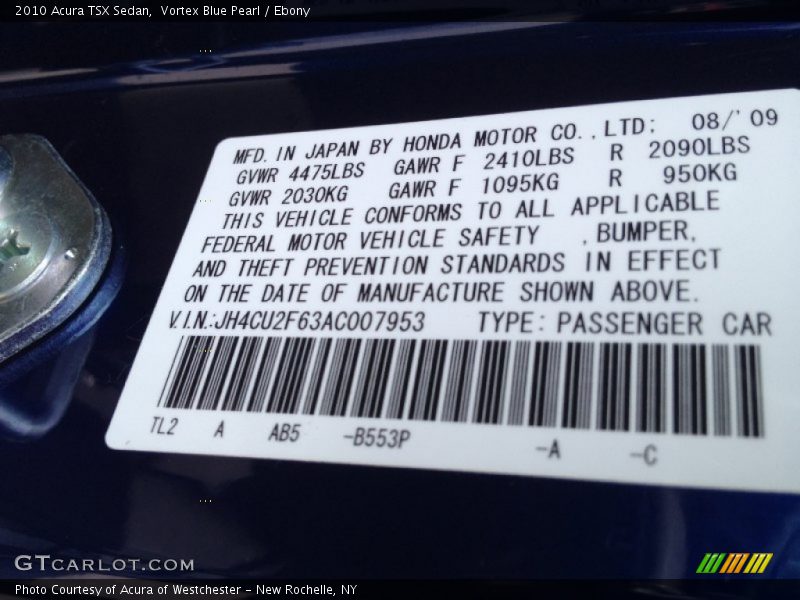 2010 Acura TSX Sedan, Vortex Blue Pearl / Ebony
MFD. IN JAPAN BY HONDA MOTOR CO., LTD: 08/'09
GVWR 4475LBS GAWR F 2410LBS R 2090LBS
GVWR 2030KG GAWR F 1095KG R 950KG
THIS VEHICLE CONFORMS TO ALL APPLICABLE
FEDERAL MOTOR VEHICLE SAFETY , BUMPER,
AND THEFT PREVENTION STANDARDS IN EFFECT
ON THE DATE OF MANUFACTURE SHOWN ABOVE.
V.I.N.:JH4CU2F63AC007953 TYPE: PASSENGER CAR
TL2 A AB5 -B553P -A -C
GTCARLOT.COM
Photo Courtesy of Acura of Westchester - New Rochelle, NY